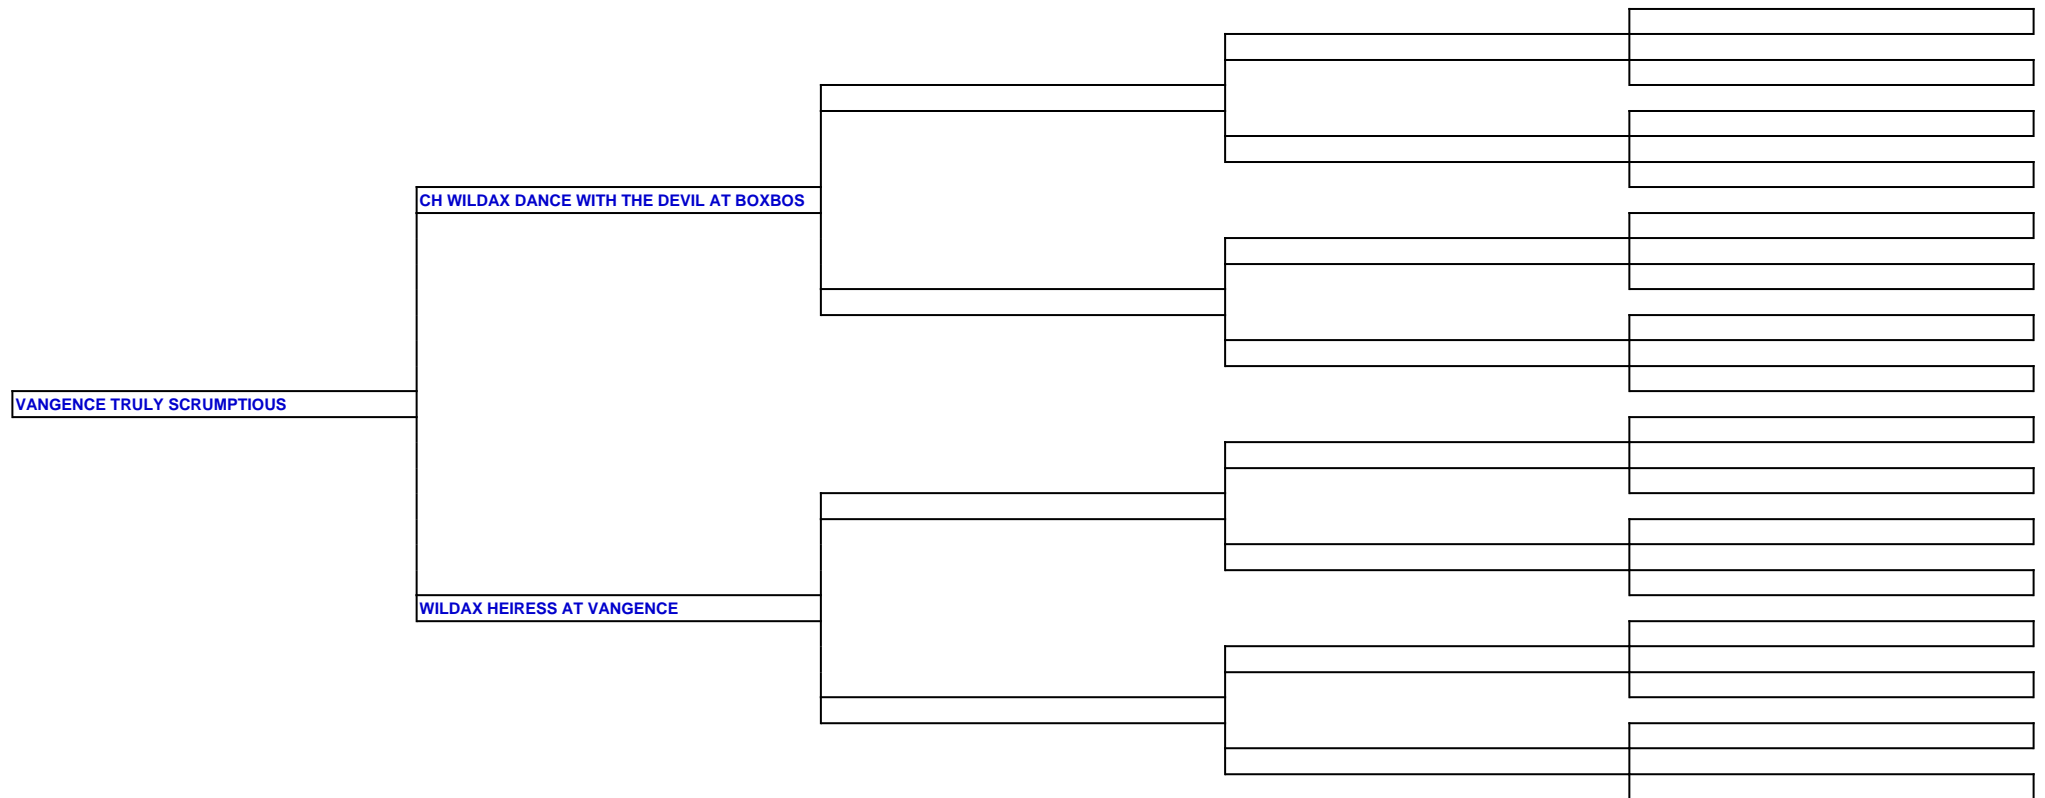 CH WILDAX DANCE WITH THE DEVIL AT BOXBOS
VANGENCE TRULY SCRUMPTIOUS
WILDAX HEIRESS AT VANGENCE